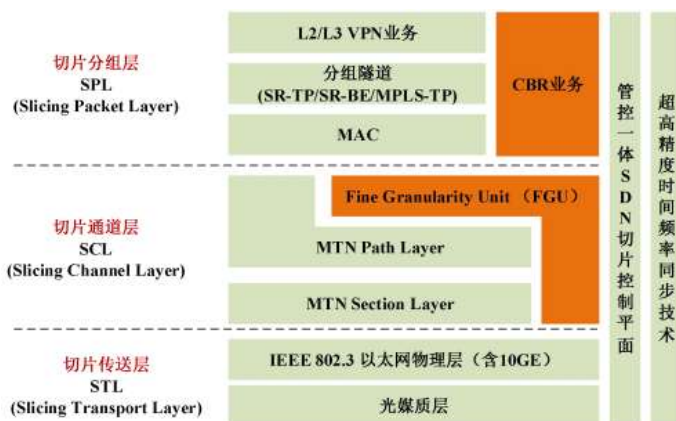 切片分组层
SPL
(Slicing Packet Layer)
L2/L3 VPN业务
分组隧道
(SR-TP/SR-BE/MPLS-TP)
MAC
CBR业务
切片通道层
SCL
(Slicing Channel Layer)
Fine Granularity Unit （FGU）
MTN Path Layer
MTN Section Layer
切片传送层
STL
(Slicing Transport Layer)
IEEE 802.3 以太网物理层（含10GE）
光媒质层
管控一体SDN切片控制平面
超高精度时间频率同步技术